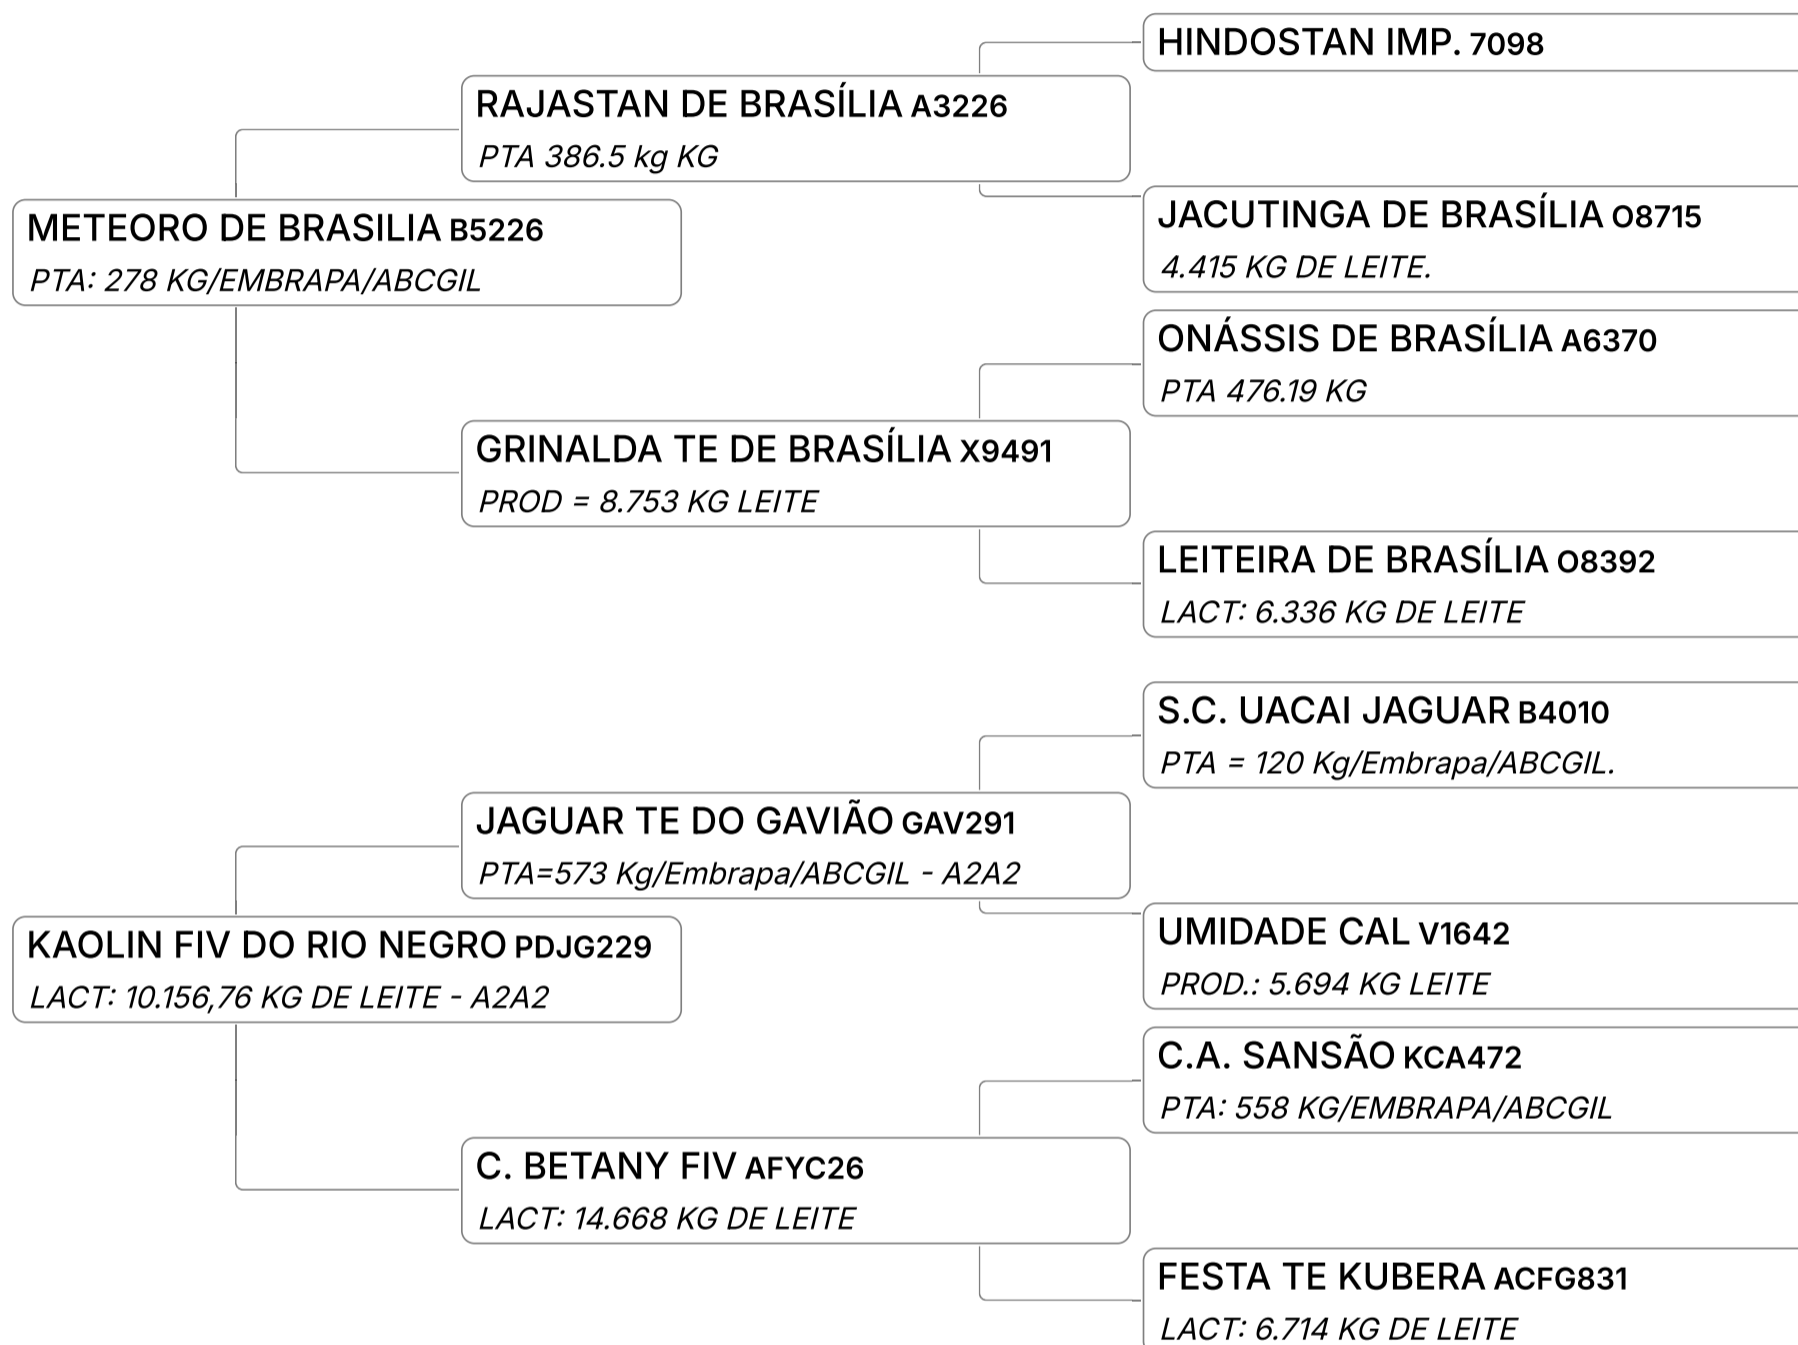 HINDOSTAN IMP. 7098
RAJASTAN DE BRASÍLIA A3226
PTA 386.5 kg KG
JACUTINGA DE BRASÍLIA O8715
4.415 KG DE LEITE.
METEORO DE BRASILIA B5226
PTA: 278 KG/EMBRAPA/ABCGIL
ONÁSSIS DE BRASÍLIA A6370
PTA 476.19 KG
GRINALDA TE DE BRASÍLIA X9491
PROD = 8.753 KG LEITE
LEITEIRA DE BRASÍLIA O8392
LACT: 6.336 KG DE LEITE
S.C. UACAI JAGUAR B4010
PTA = 120 Kg/Embrapa/ABCGIL.
JAGUAR TE DO GAVIÃO GAV291
PTA=573 Kg/Embrapa/ABCGIL - A2A2
UMIDADE CAL V1642
PROD.: 5.694 KG LEITE
KAOLIN FIV DO RIO NEGRO PDJG229
LACT: 10.156,76 KG DE LEITE - A2A2
C.A. SANSÃO KCA472
PTA: 558 KG/EMBRAPA/ABCGIL
C. BETANY FIV AFYC26
LACT: 14.668 KG DE LEITE
FESTA TE KUBERA ACFG831
LACT: 6.714 KG DE LEITE